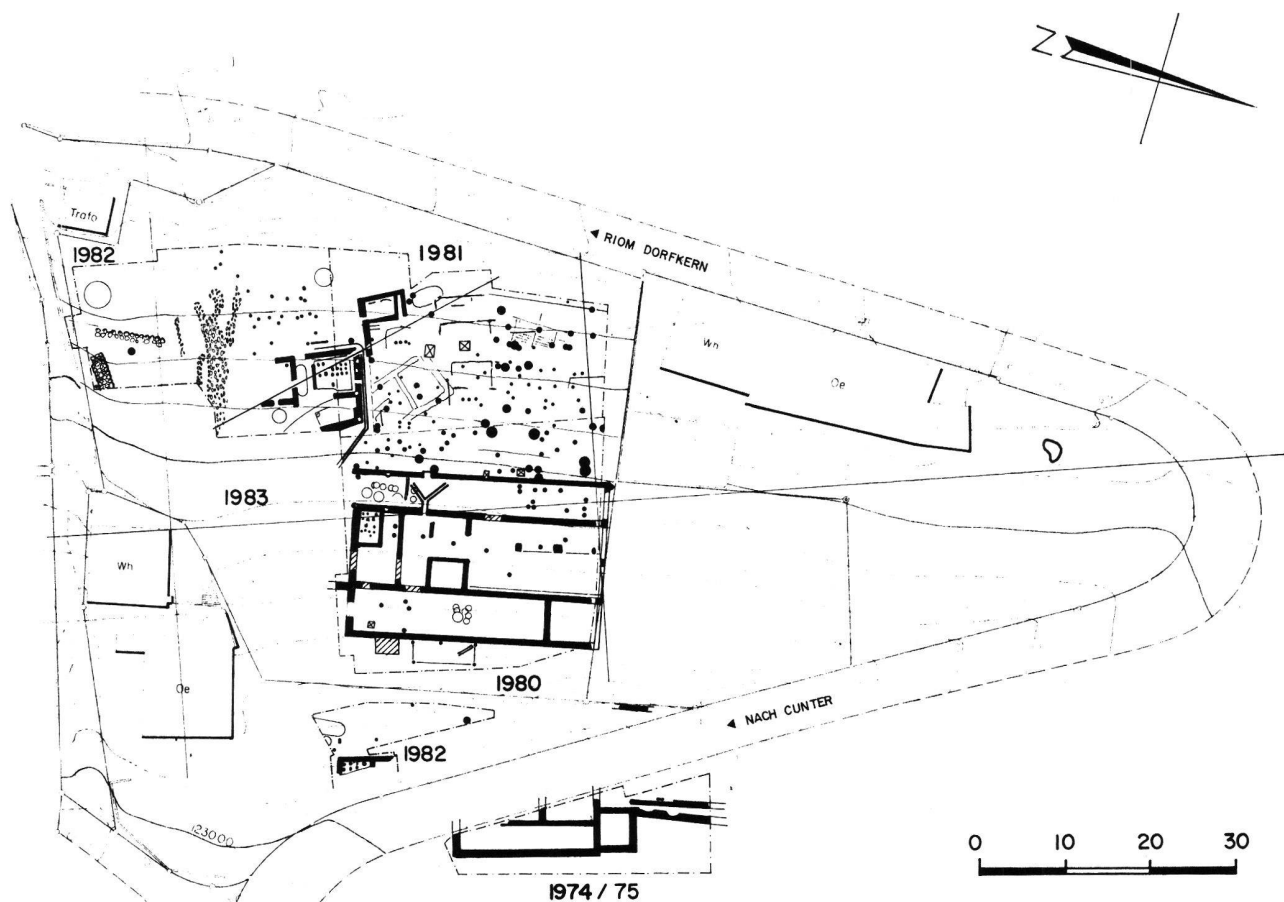 N
Trafo
1982
1981
◄ RIOM DORFKERN
Wh
Oe
1983
Wh
Oe
1980
◄ NACH CUNTER
1982
1230.00
1974 / 75
0 10 20 30